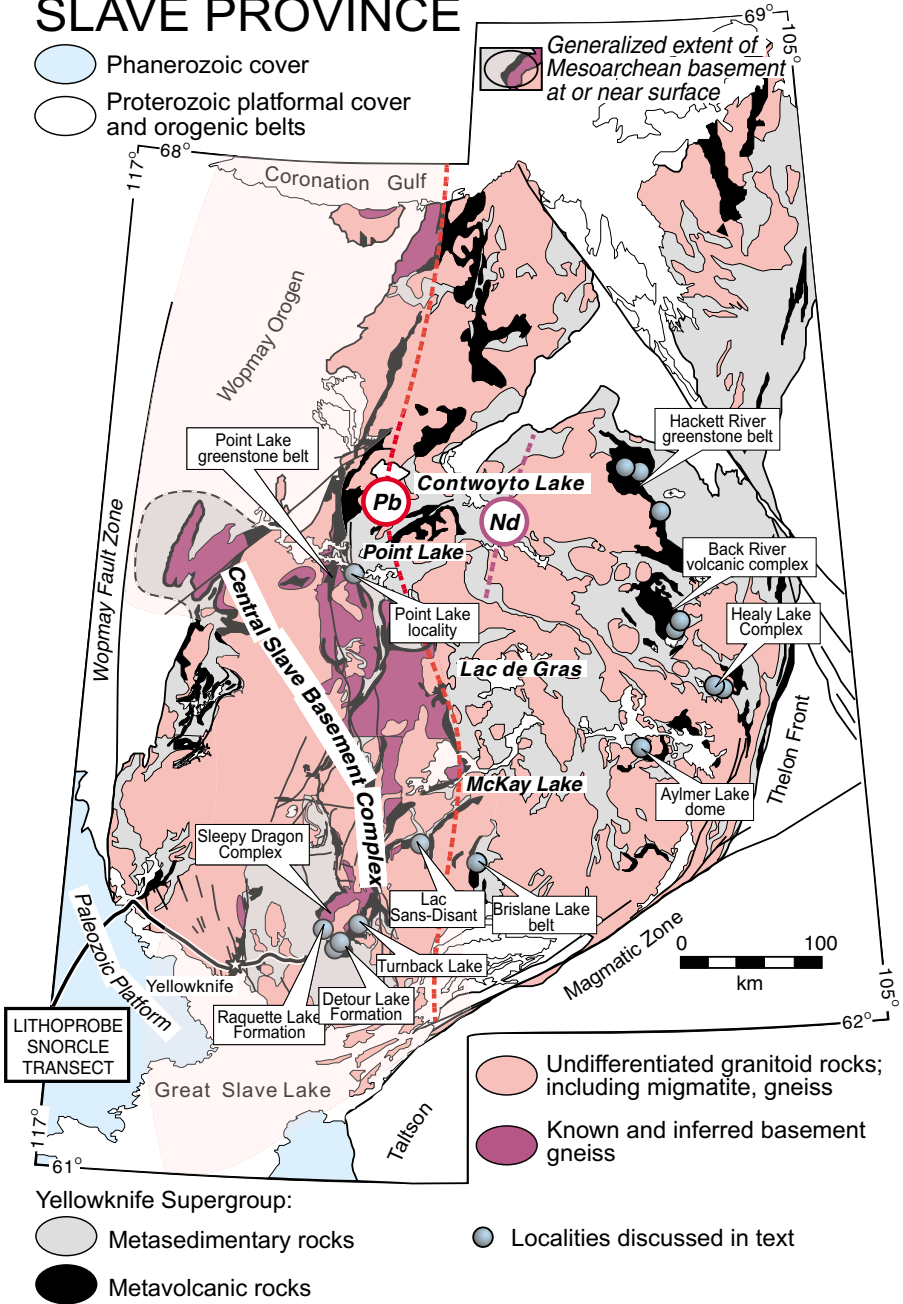 SLAVE PROVINCE
Phanerozoic cover
Proterozoic platformal cover
and orogenic belts
Generalized extent of
Mesoarchean basement
at or near surface
69°
105°
117°
68°
Coronation Gulf
Wopmay Orogen
Point Lake
greenstone belt
Hackett River
greenstone belt
Pb
Contwoyto Lake
Nd
Point Lake
Back River
volcanic complex
Wopmay Fault Zone
Point Lake
locality
Healy Lake
Complex
Central Slave Basement Complex
Lac de Gras
Thelon Front
McKay Lake
Aylmer Lake
dome
Sleepy Dragon
Complex
Lac
Sans-Disant
Brislane Lake
belt
Paleozoic Platform
Turnback Lake
Magmatic Zone
0 100
km
Yellowknife
Raquette Lake
Formation
Detour Lake
Formation
105°
62°
LITHOPROBE
SNORCLE
TRANSECT
Great Slave Lake
Taltson
117°
61°
Undifferentiated granitoid rocks;
including migmatite, gneiss
Known and inferred basement
gneiss
Yellowknife Supergroup:
Metasedimentary rocks
Localities discussed in text
Metavolcanic rocks